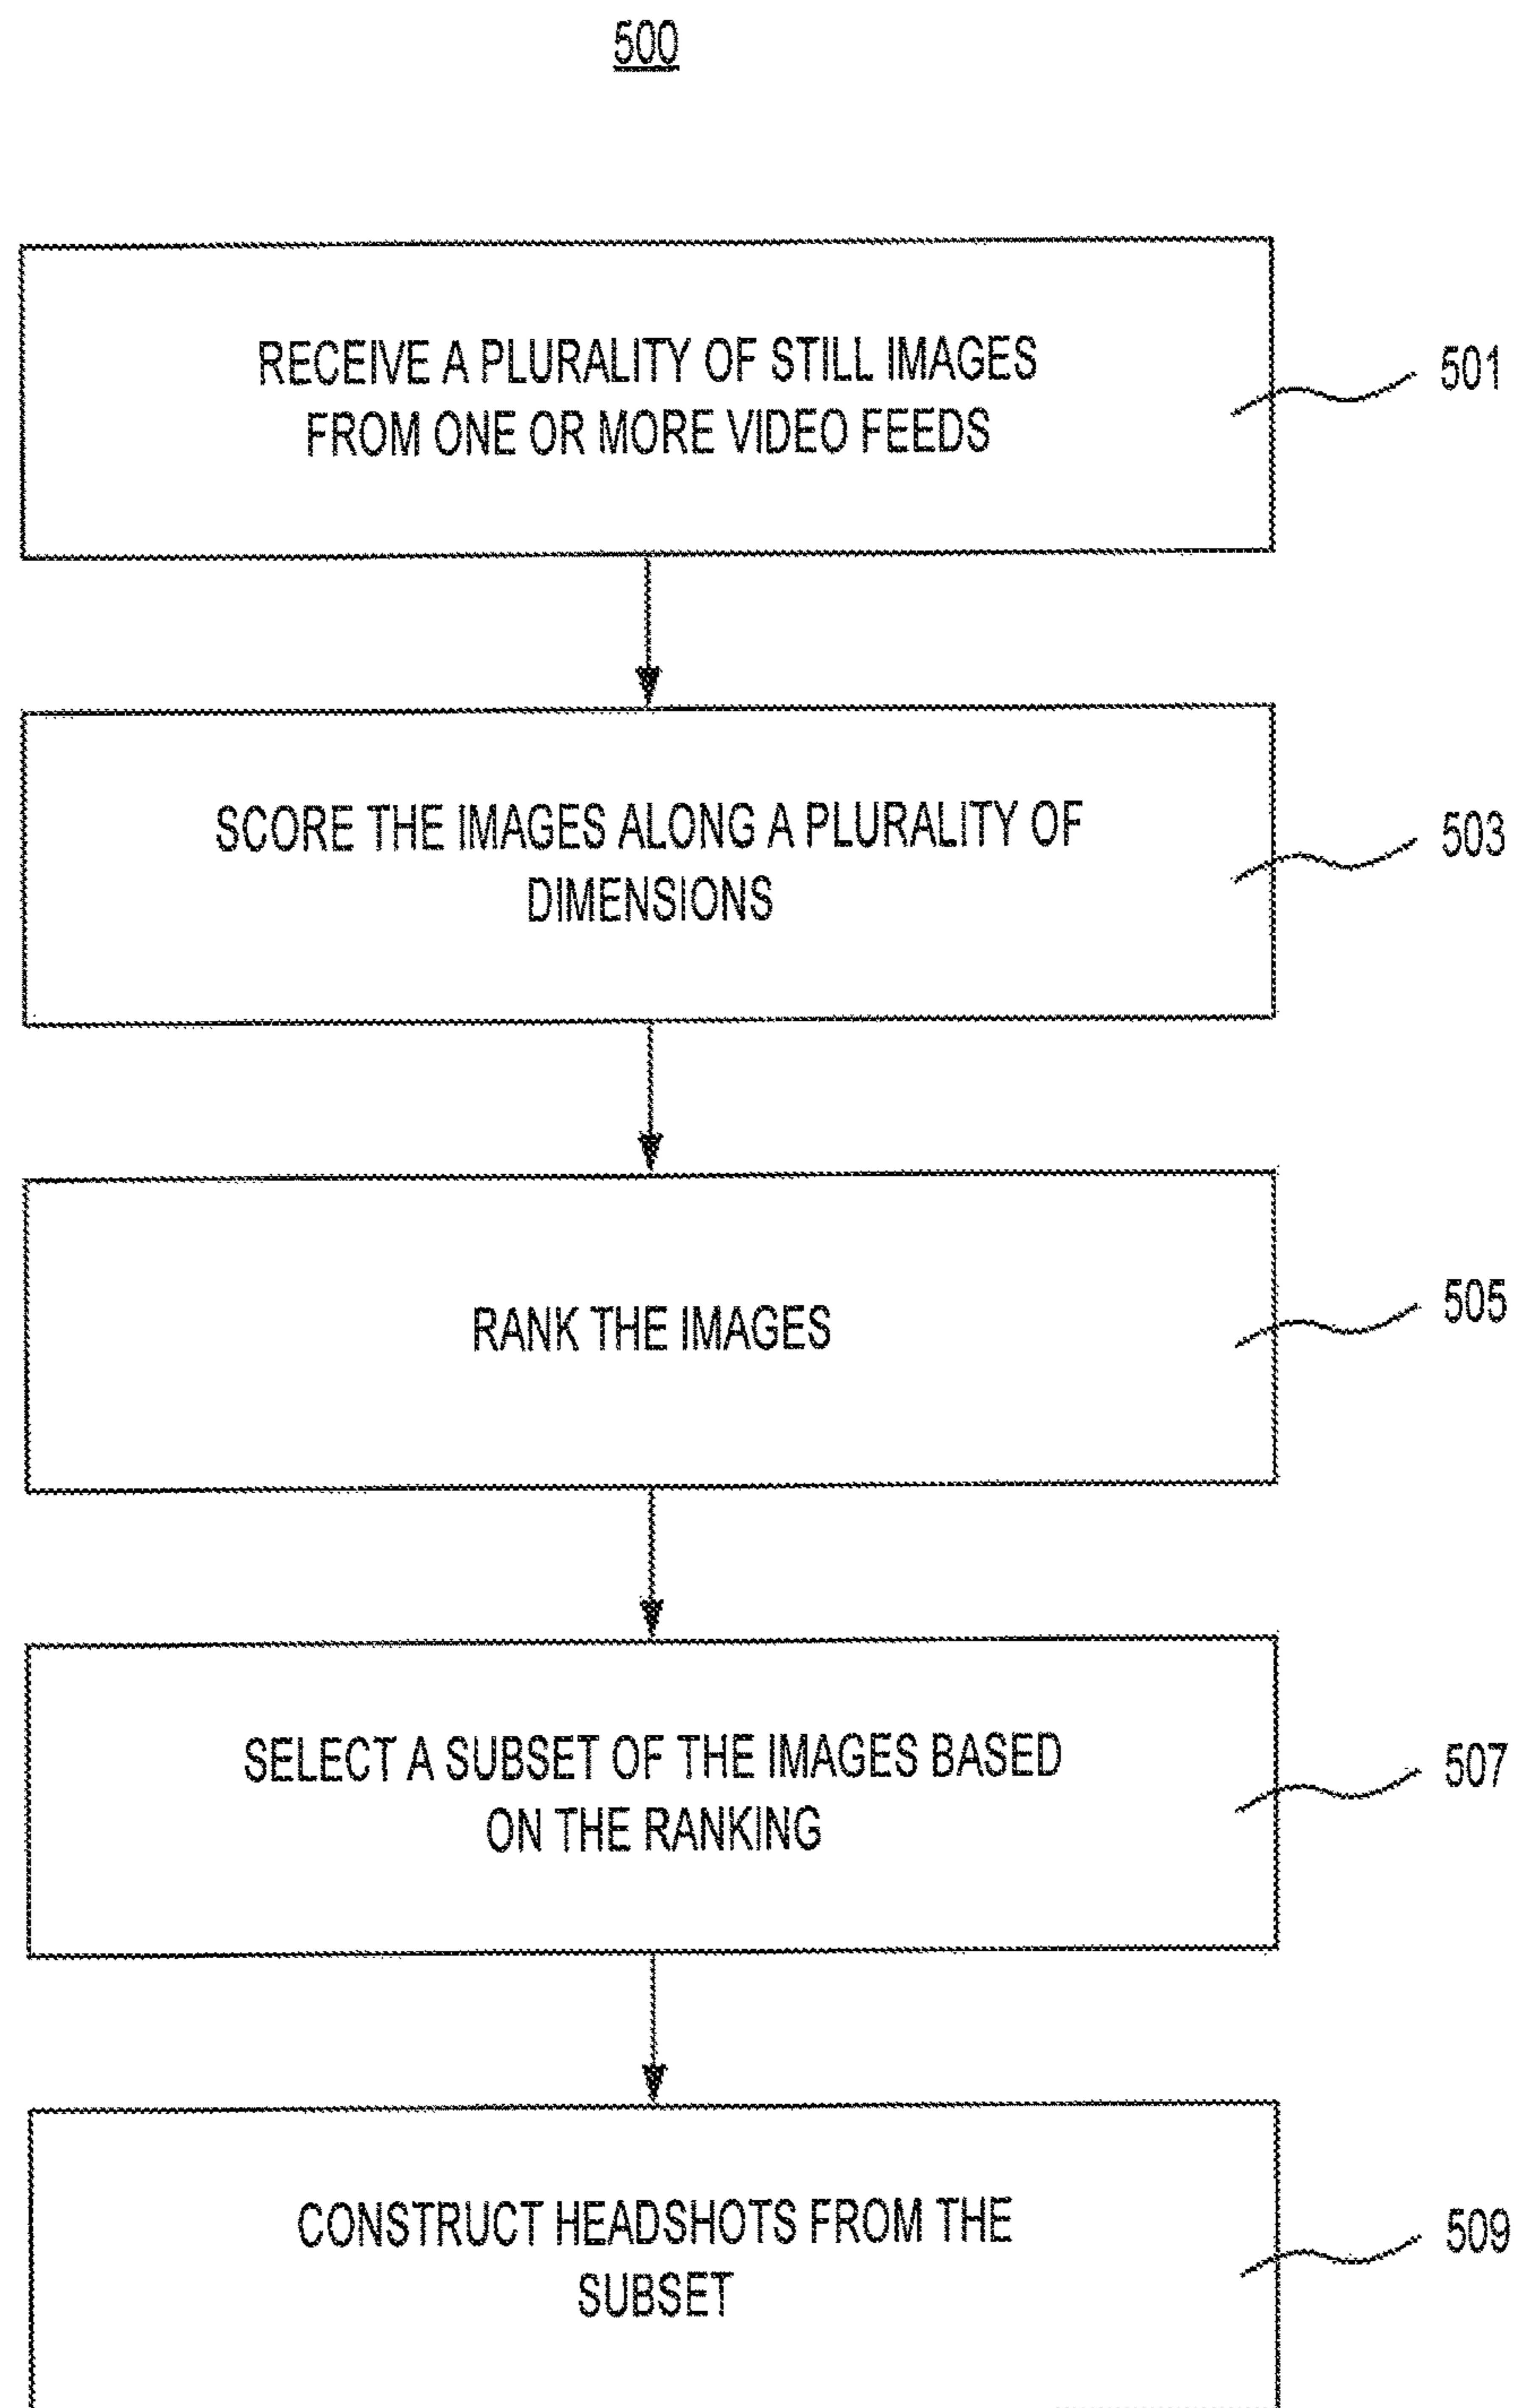 500
RECEIVE A PLURALITY OF STILL IMAGES
FROM ONE OR MORE VIDEO FEEDS
501
SCORE THE IMAGES ALONG A PLURALITY OF
DIMENSIONS
503
RANK THE IMAGES
505
SELECT A SUBSET OF THE IMAGES BASED
ON THE RANKING
507
CONSTRUCT HEADSHOTS FROM THE
SUBSET
509